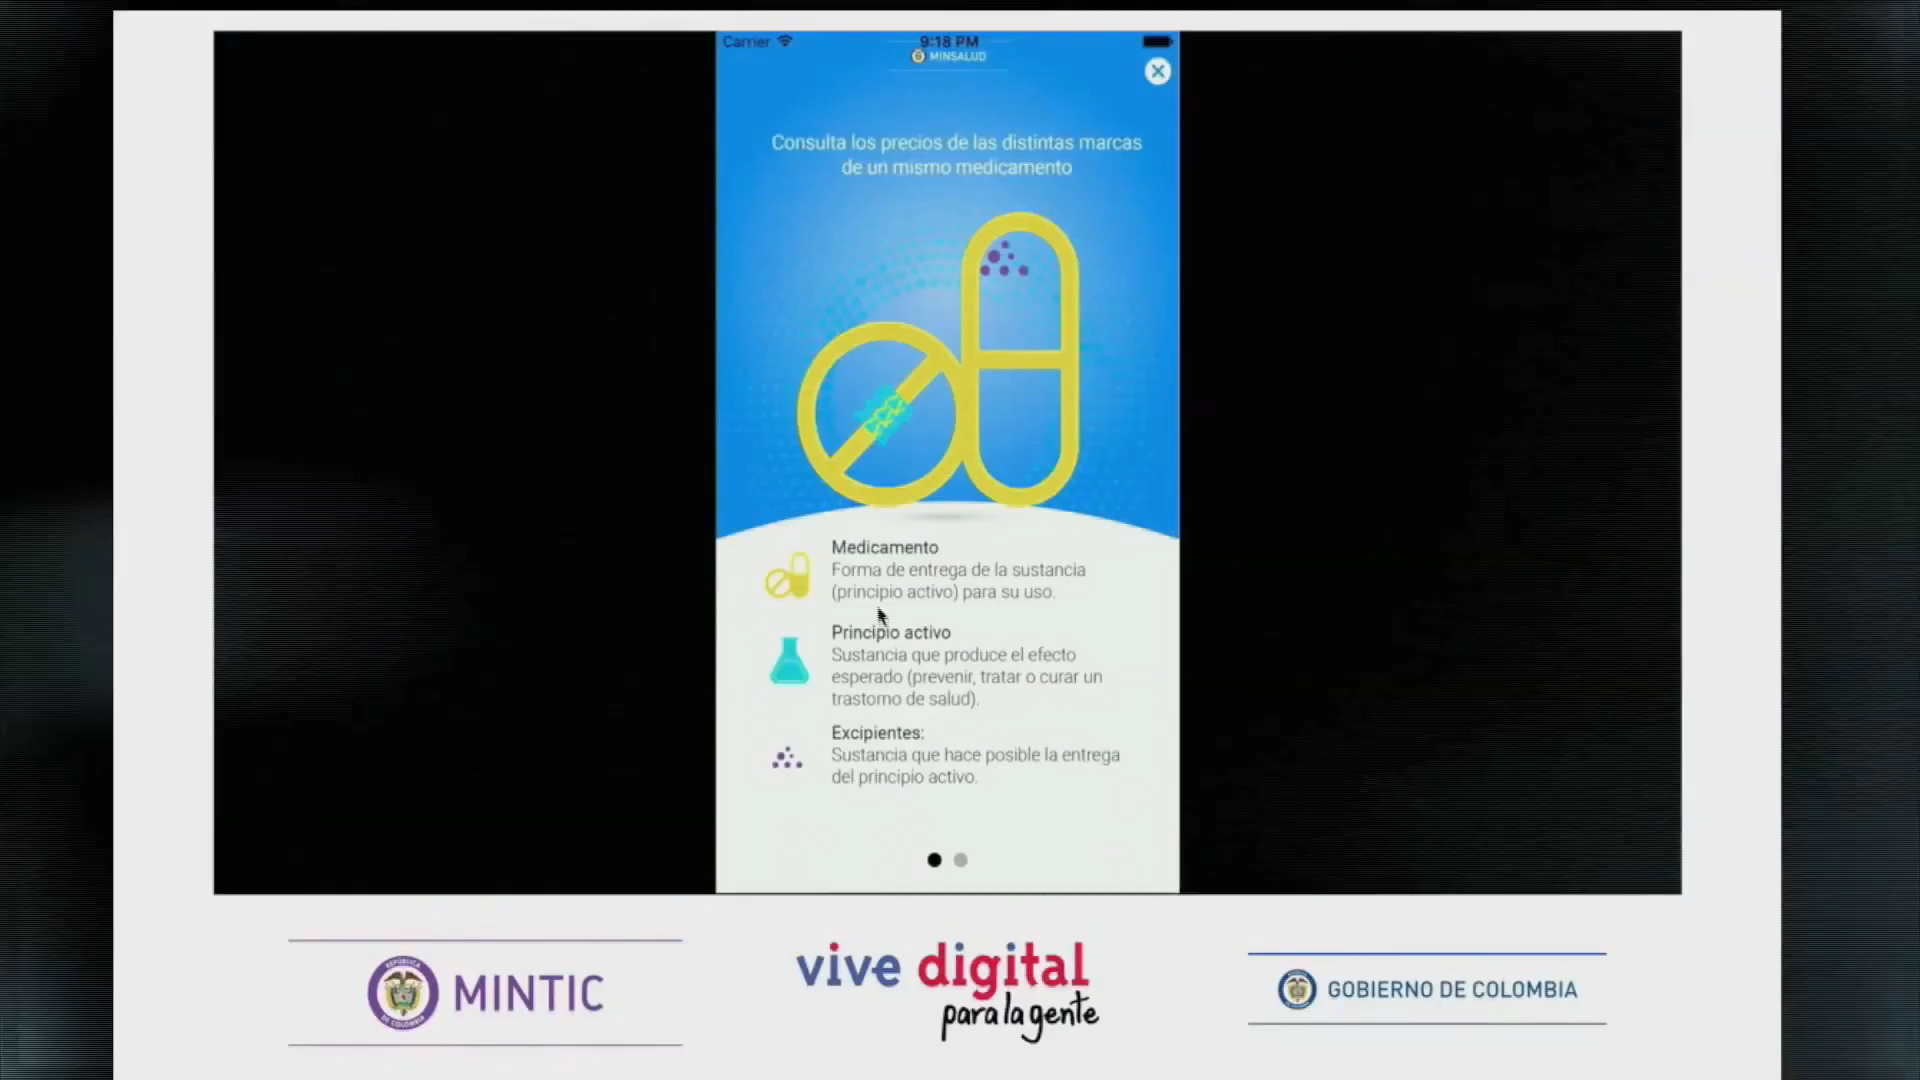 Carrier
9:18 PM
MINSALUD
Consulta los precios de las distintas marcas
de un mismo medicamento
Medicamento
Forma de entrega de la sustancia
(principio activo) para su uso.
Principio activo
Sustancia que produce el efecto
esperado (prevenir, tratar o curar un
trastorno de salud).
Excipientes:
Sustancia que hace posible la entrega
del principio activo.
REPÚBLICA
DE COLOMBIA
MINTIC
vive digital
para la gente
GOBIERNO DE COLOMBIA